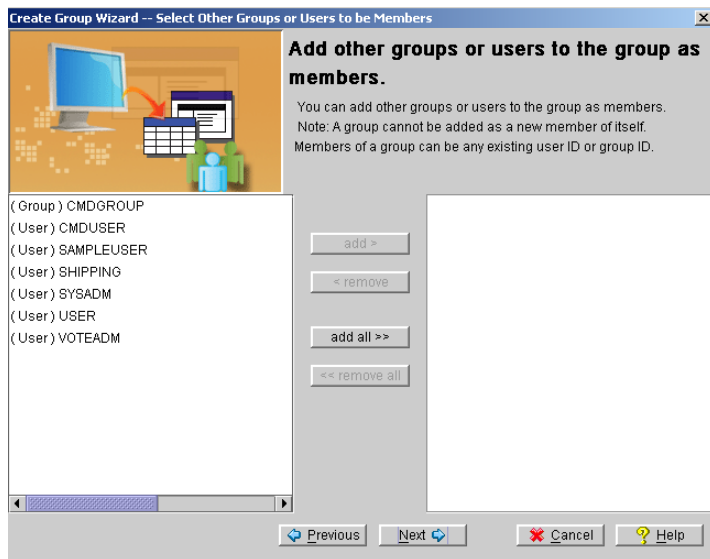 Create Group Wizard -- Select Other Groups or Users to be Members
Add other groups or users to the group as
members.
You can add other groups or users to the group as members.
Note: A group cannot be added as a new member of itself.
Members of a group can be any existing user ID or group ID.
( Group ) CMDGROUP
( User ) CMDUSER
( User ) SAMPLEUSER
( User ) SHIPPING
( User ) SYSADM
( User ) USER
( User ) VOTEADM
add >
< remove
add all >>
<< remove all
Previous
Next
Cancel
Help